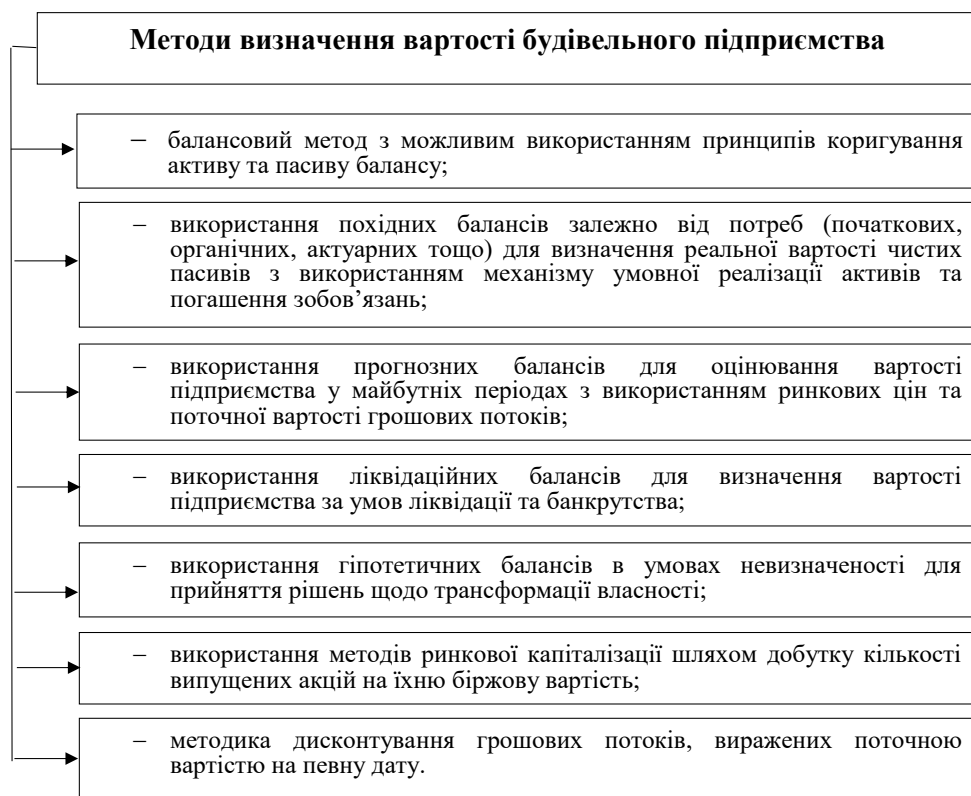 Методи визначення вартості будівельного підприємства
– балансовий метод з можливим використанням принципів коригування
активу та пасиву балансу;
– використання похідних балансів залежно від потреб (початкових,
органічних, актуарних тощо) для визначення реальної вартості чистих
пасивів з використанням механізму умовної реалізації активів та
погашення зобов’язань;
– використання прогнозних балансів для оцінювання вартості
підприємства у майбутніх періодах з використанням ринкових цін та
поточної вартості грошових потоків;
– використання ліквідаційних балансів для визначення вартості
підприємства за умов ліквідації та банкрутства;
– використання гіпотетичних балансів в умовах невизначеності для
прийняття рішень щодо трансформації власності;
– використання методів ринкової капіталізації шляхом добутку кількості
випущених акцій на їхню біржову вартість;
– методика дисконтування грошових потоків, виражених поточною
вартістю на певну дату.